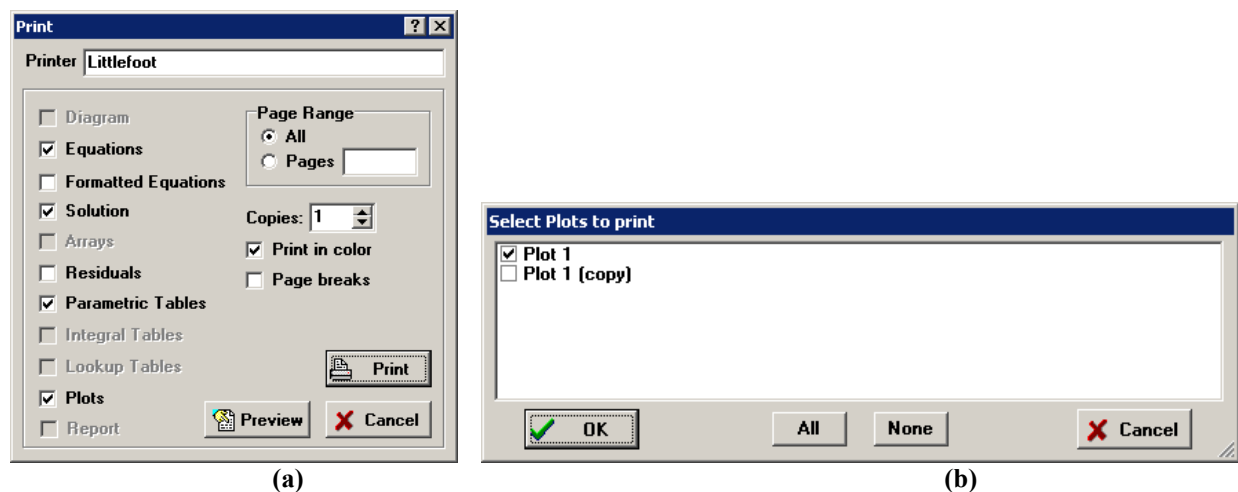 Print
Printer Littlefoot
Diagram
Equations
Formatted Equations
Solution
Arrays
Residuals
Parametric Tables
Integral Tables
Lookup Tables
Plots
Report
Page Range
All
Pages
Copies: 1
Print in color
Page breaks
Print
Preview
Cancel
(a)
Select Plots to print
Plot 1
Plot 1 (copy)
OK
All
None
Cancel
(b)